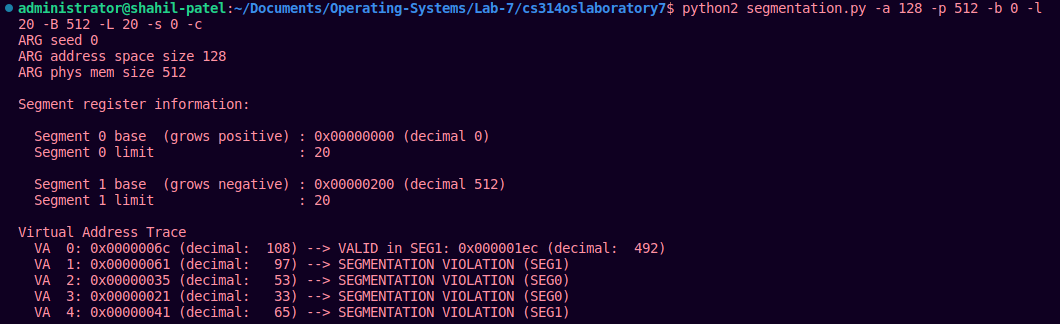 administrator@shahil-patel:~/Documents/Operating-Systems/Lab-7/cs314oslaboratory7$ python2 segmentation.py -a 128 -p 512 -b 0 -l
20 -B 512 -L 20 -s 0 -c
ARG seed 0
ARG address space size 128
ARG phys mem size 512
Segment register information:
Segment 0 base  (grows positive) : 0x00000000 (decimal 0)
Segment 0 limit                  : 20
Segment 1 base  (grows negative) : 0x00000200 (decimal 512)
Segment 1 limit                  : 20
Virtual Address Trace
VA  0: 0x0000006c (decimal:  108) --> VALID in SEG1: 0x000001ec (decimal:  492)
VA  1: 0x00000061 (decimal:   97) --> SEGMENTATION VIOLATION (SEG1)
VA  2: 0x00000035 (decimal:   53) --> SEGMENTATION VIOLATION (SEG0)
VA  3: 0x00000021 (decimal:   33) --> SEGMENTATION VIOLATION (SEG0)
VA  4: 0x00000041 (decimal:   65) --> SEGMENTATION VIOLATION (SEG1)